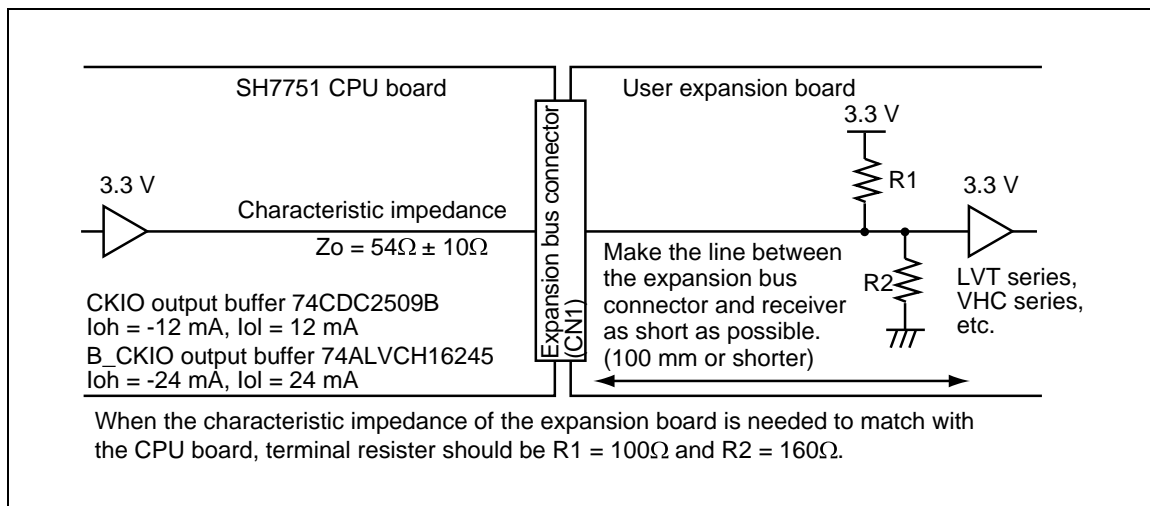 SH7751 CPU board
User expansion board
3.3 V
R1
3.3 V
3.3 V
Characteristic impedance
Zo = 54Ω ± 10Ω
Expansion bus connector
(CN1)
Make the line between
the expansion bus
connector and receiver
as short as possible.
(100 mm or shorter)
R2
LVT series,
VHC series,
etc.
CKIO output buffer 74CDC2509B
Ioh = -12 mA, Iol = 12 mA
B_CKIO output buffer 74ALVCH16245
Ioh = -24 mA, Iol = 24 mA
When the characteristic impedance of the expansion board is needed to match with
the CPU board, terminal resister should be R1 = 100Ω and R2 = 160Ω.